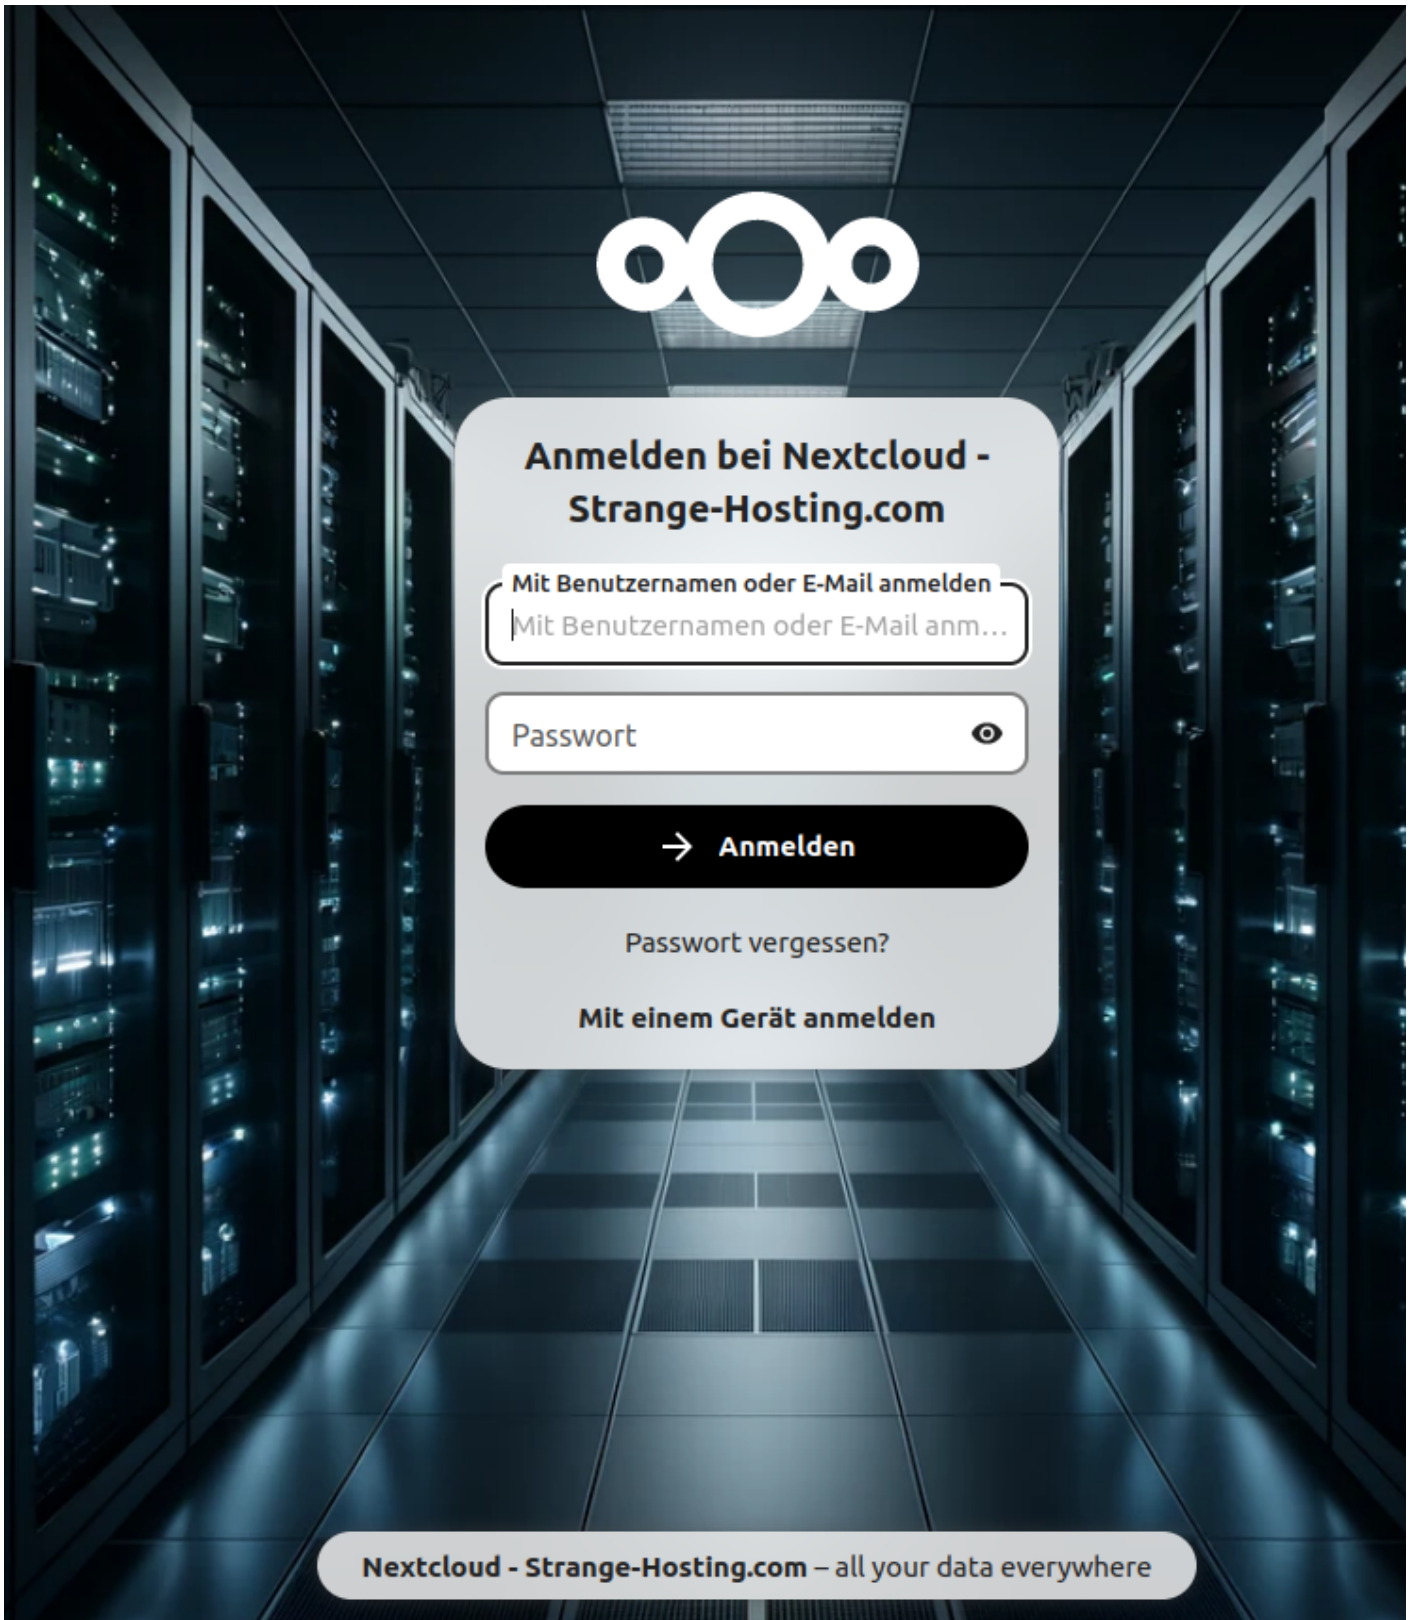 Anmelden bei Nextcloud -
Strange-Hosting.com
Mit Benutzernamen oder E-Mail anmelden
Mit Benutzernamen oder E-Mail anm…
Passwort
Anmelden
Passwort vergessen?
Mit einem Gerät anmelden
Nextcloud - Strange-Hosting.com – all your data everywhere